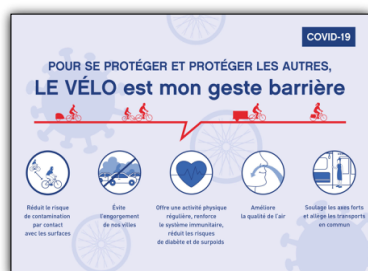 COVID-19
POUR SE PROTÉGER ET PROTÉGER LES AUTRES,
LE VÉLO est mon geste barrière
Réduit le risque
de contamination
par contact
avec les surfaces
Évite
l'engorgement
de nos villes
Offre une activité physique
régulière, renforce
le système immunitaire,
réduit les risques
de diabète et de surpoids
Améliore
la qualité de l'air
Soulage les axes forts
et allège les transports
en commun